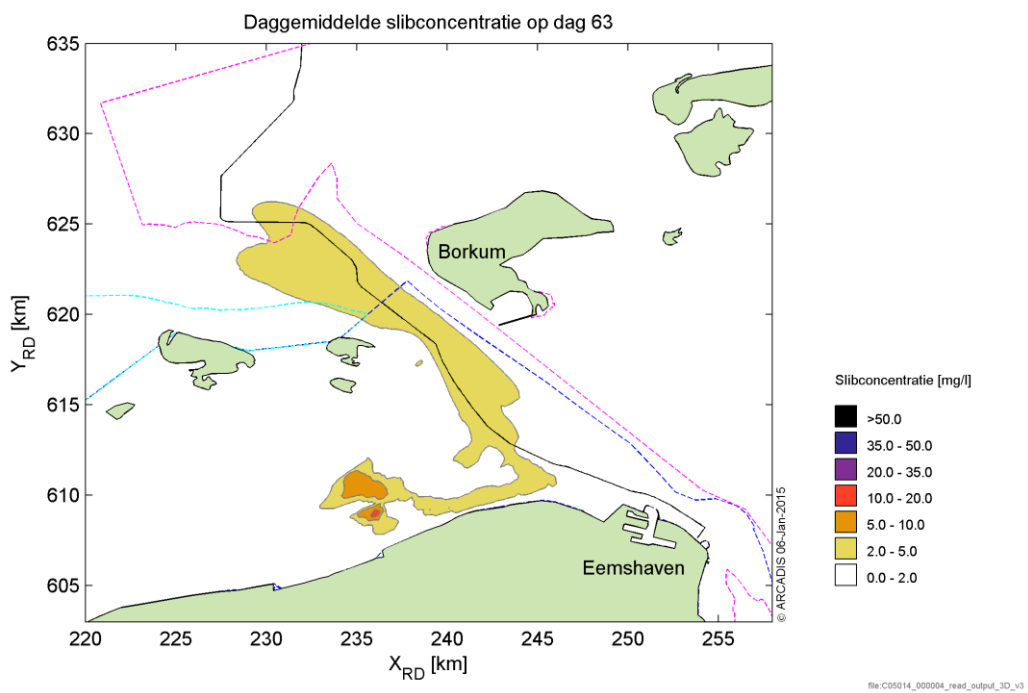 Daggemiddelde slibconcentratie op dag 63
635
630
625
620
615
610
605
Y_RD [km]
220 225 230 235 240 245 250 255
X_RD [km]
Borkum
Eemshaven
© ARCADIS 06-Jan-2015
Slibconcentratie [mg/l]
>50.0
35.0 - 50.0
20.0 - 35.0
10.0 - 20.0
5.0 - 10.0
2.0 - 5.0
0.0 - 2.0
file:C05014_000004_read_output_3D_v3